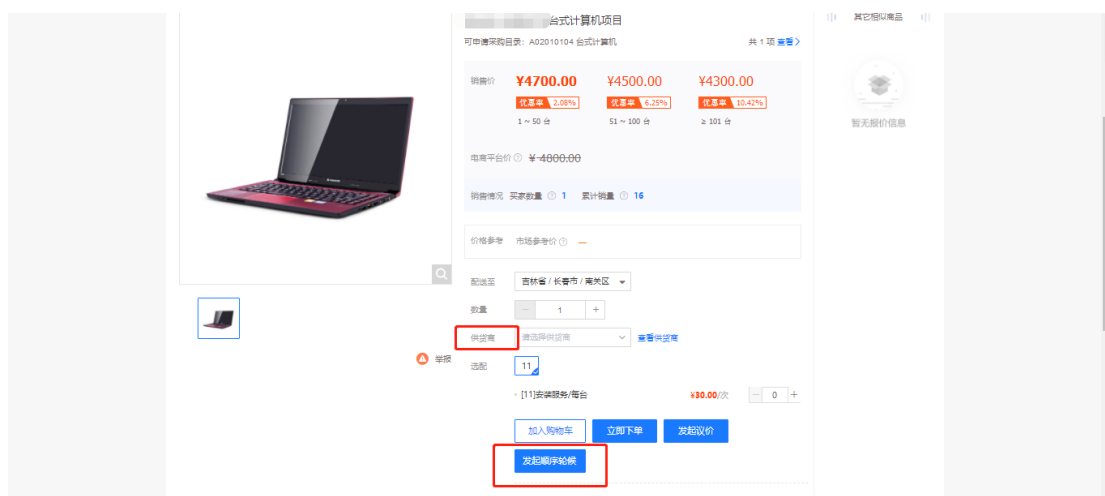 台式计算机项目
其它相似商品
可申请采购目录：A02010104 台式计算机 共 1 项 查看>
销售价 ¥4700.00 ¥4500.00 ¥4300.00
优惠率 2.08% 优惠率 6.25% 优惠率 10.42%
1 ~ 50 台 51 ~ 100 台 ≥ 101 台
暂无报价信息
电商平台价 ? ¥ 4800.00
销售情况 买家数量 ? 1 累计销量 ? 16
价格参考 市场参考价 ? —
配送至 吉林省 / 长春市 / 南关区
数量 − 1 +
供货商 请选择供货商 查看供货商
举报
选配 11
· [11]安装服务/每台 ¥30.00/次 − 0 +
加入购物车 立即下单 发起议价
发起顺序轮候